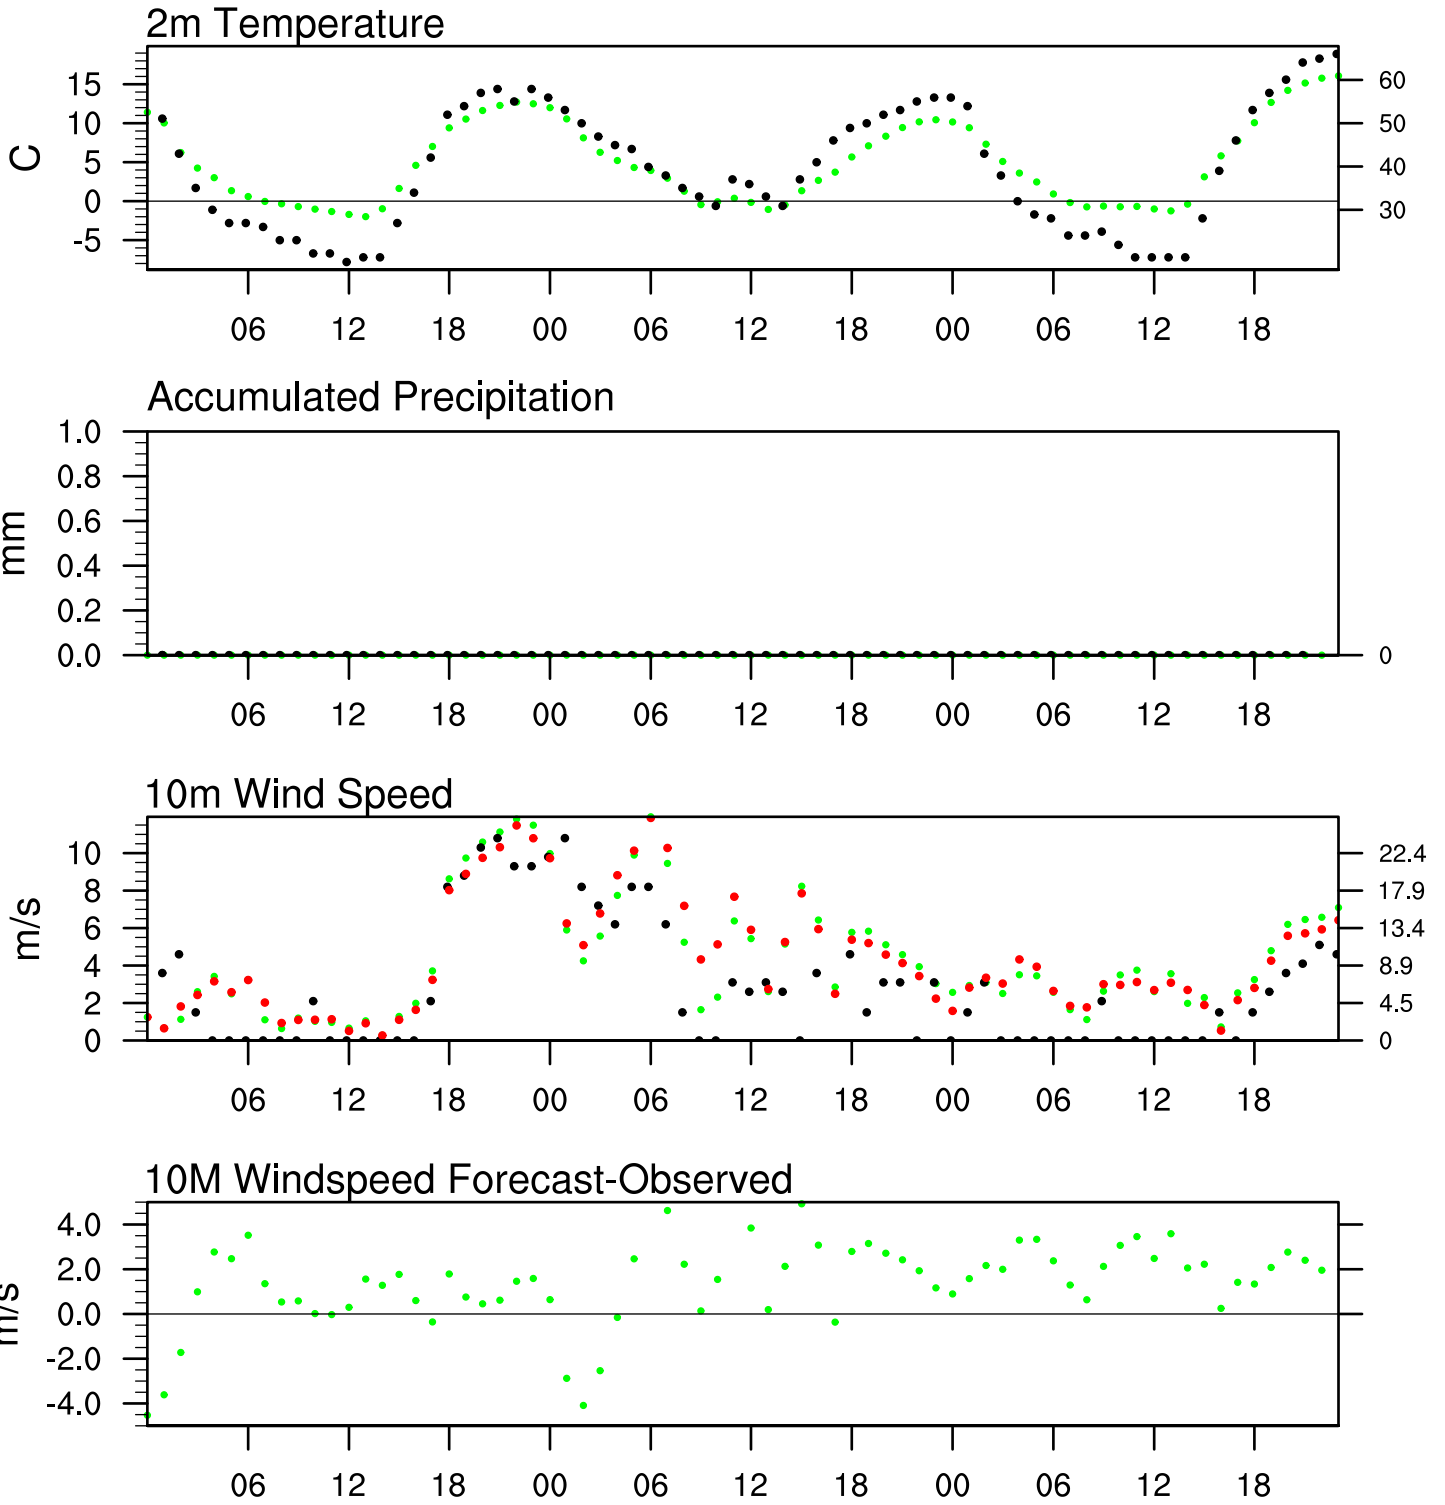 2m Temperature
15
10
5
0
-5
C
60
50
40
30
06 12 18 00 06 12 18 00 06 12 18
Accumulated Precipitation
1.0
0.8
0.6
0.4
0.2
0.0
mm
0
06 12 18 00 06 12 18 00 06 12 18
10m Wind Speed
10
8
6
4
2
0
m/s
22.4
17.9
13.4
8.9
4.5
0
06 12 18 00 06 12 18 00 06 12 18
10M Windspeed Forecast-Observed
4.0
2.0
0.0
-2.0
-4.0
m/s
06 12 18 00 06 12 18 00 06 12 18